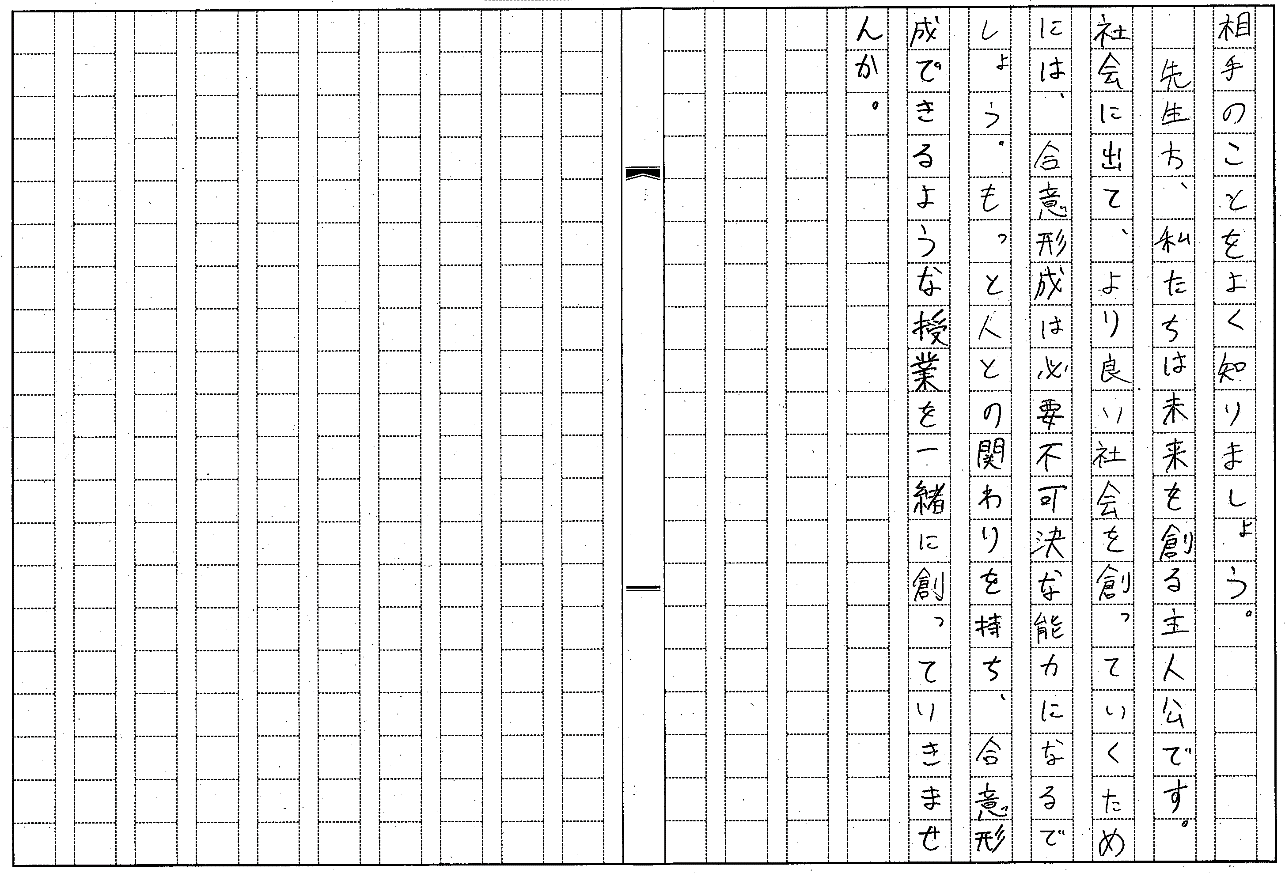 相手のことをよく知りましょう。
先生方、私たちは未来を創る主人公です。
社会に出て、より良い社会を創っていくため
には、合意形成は必要不可決な能力になるで
しょう。もっと人との関わりを持ち、合意形
成できるような授業を一緒に創っていきませ
んか。